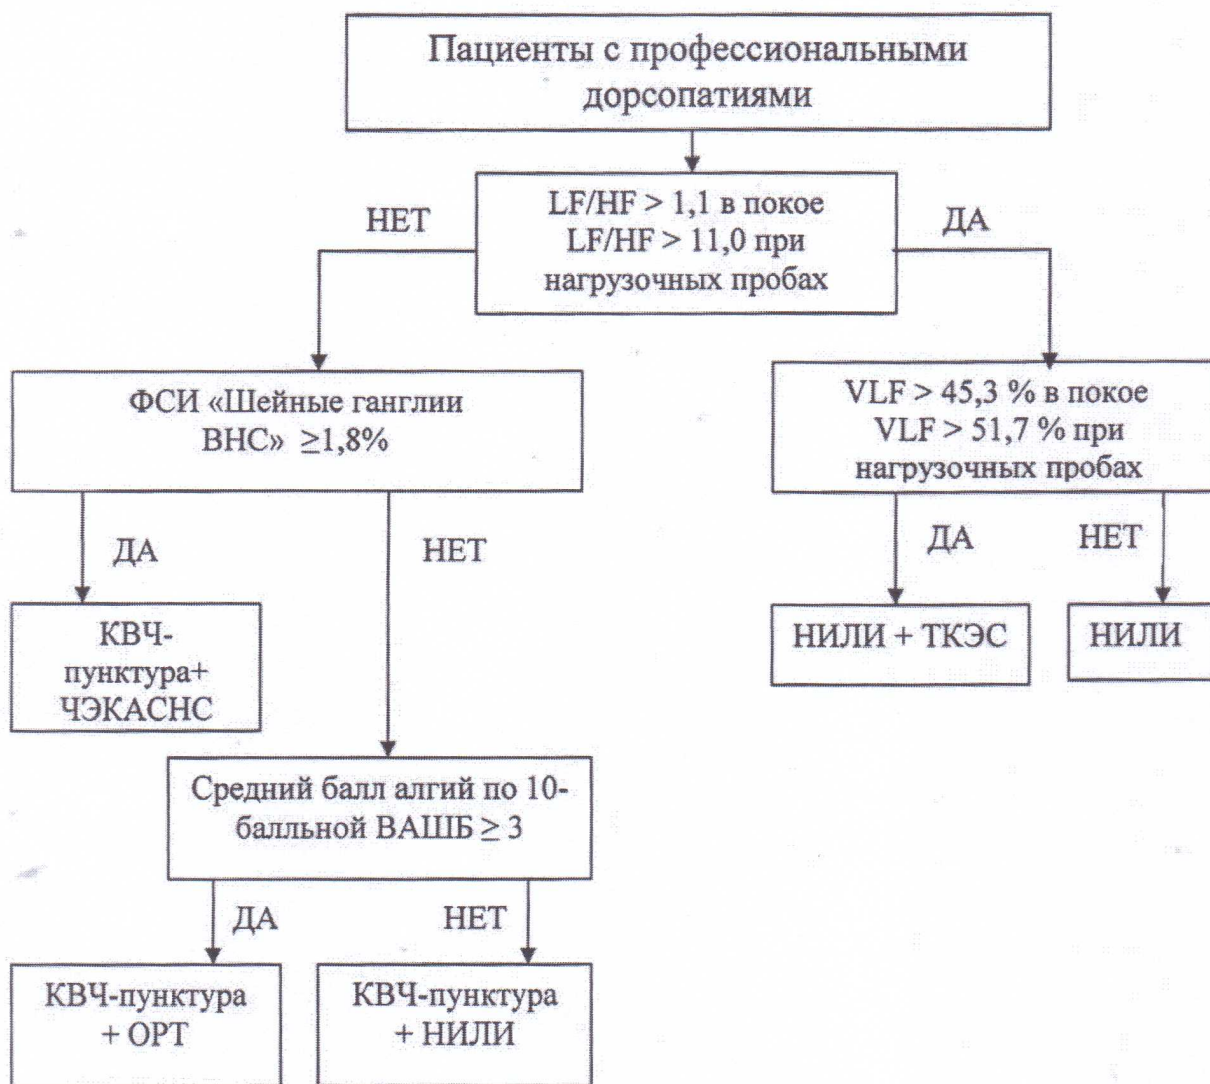 Пациенты с профессиональными
дорсопатиями
LF/HF > 1,1 в покое
LF/HF > 11,0 при
нагрузочных пробах
НЕТ
ДА
ФСИ «Шейные ганглии
ВНС» ≥1,8%
VLF > 45,3 % в покое
VLF > 51,7 % при
нагрузочных пробах
ДА
НЕТ
ДА
НЕТ
КВЧ-
пунктура+
ЧЭКАСНС
НИЛИ + ТКЭС
НИЛИ
Средний балл алгий по 10-
балльной ВАШБ ≥ 3
ДА
НЕТ
КВЧ-пунктура
+ ОРТ
КВЧ-пунктура
+ НИЛИ